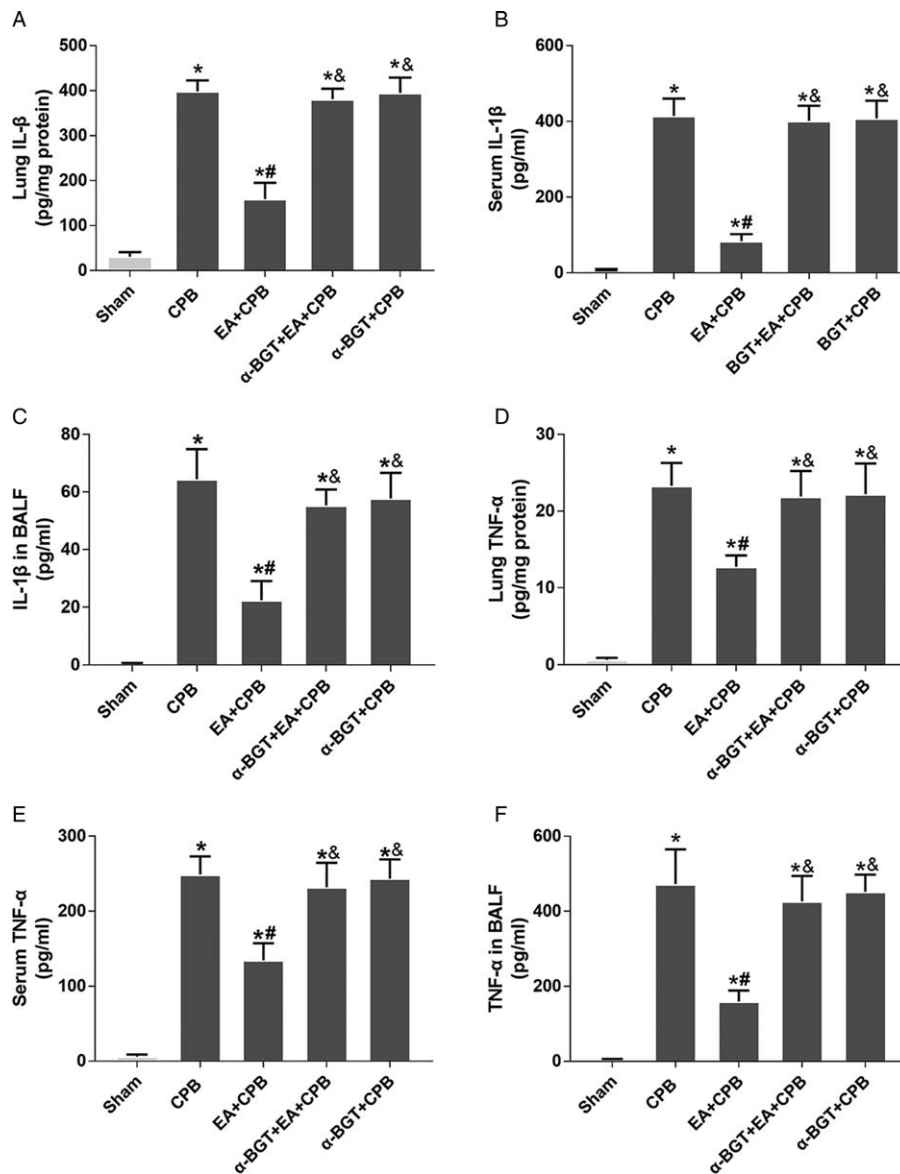 A
Lung IL-β
(pg/mg protein)
500
400
300
200
100
0
*
*#
*&
*&
Sham
CPB
EA+CPB
α-BGT+EA+CPB
α-BGT+CPB
B
Serum IL-1β
(pg/ml)
600
400
200
0
*
*#
*&
*&
Sham
CPB
EA+CPB
BGT+EA+CPB
BGT+CPB
C
IL-1β in BALF
(pg/ml)
80
60
40
20
0
*
*#
*&
*&
Sham
CPB
EA+CPB
α-BGT+EA+CPB
α-BGT+CPB
D
Lung TNF-α
(pg/mg protein)
30
20
10
0
*
*#
*&
*&
Sham
CPB
EA+CPB
α-BGT+EA+CPB
α-BGT+CPB
E
Serum TNF-α
(pg/ml)
300
200
100
0
*
*#
*&
*&
Sham
CPB
EA+CPB
α-BGT+EA+CPB
α-BGT+CPB
F
TNF-α in BALF
(pg/ml)
600
400
200
0
*
*#
*&
*&
Sham
CPB
EA+CPB
α-BGT+EA+CPB
α-BGT+CPB